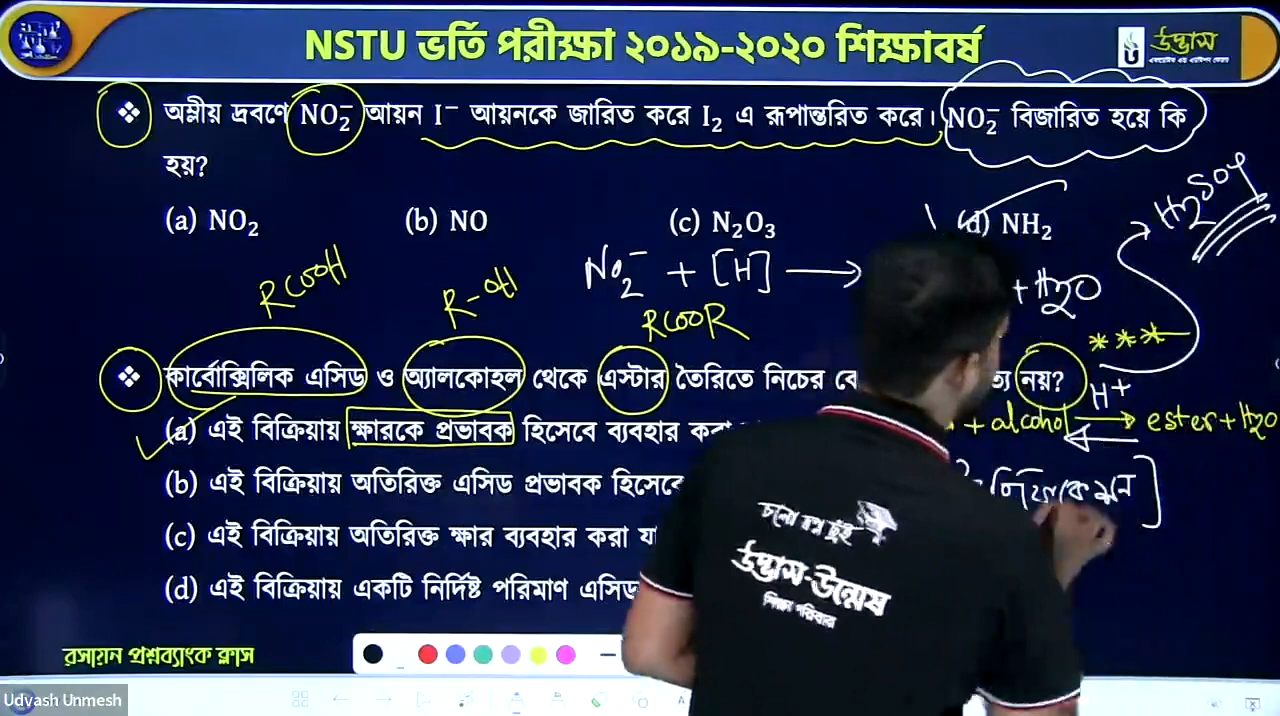 NSTU ভর্তি পরীক্ষা ২০১৯-২০২০ শিক্ষাবর্ষ
উদ্ভাস
❖ অম্লীয় দ্রবণে NO₂⁻ আয়ন I⁻ আয়নকে জারিত করে I₂ এ রূপান্তরিত করে। NO₂⁻ বিজারিত হয়ে কি
হয়?
H₂SO₄
(a) NO₂ (b) NO (c) N₂O₃ (d) NH₂
NO₂⁻ + [H] ⟶ + H₂O
RCOOH R-OH RCOOR
***
❖ কার্বোক্সিলিক এসিড ও অ্যালকোহল থেকে এস্টার তৈরিতে নিচের নয়?
H⁺
+ alcohol ⇌ ester + H₂O
(a) এই বিক্রিয়ায় ক্ষারকে প্রভাবক হিসেবে ব্যবহার
(b) এই বিক্রিয়ায় অতিরিক্ত এসিড প্রভাবক
(c) এই বিক্রিয়ায় অতিরিক্ত ক্ষার ব্যবহার করা
(d) এই বিক্রিয়ায় একটি নির্দিষ্ট পরিমাণ
চলো স্বপ্ন ছুঁই
উদ্ভাস-উন্মেষ
শিক্ষা পরিবার
রসায়ন প্রশ্নব্যাংক ক্লাস
Udvash Unmesh